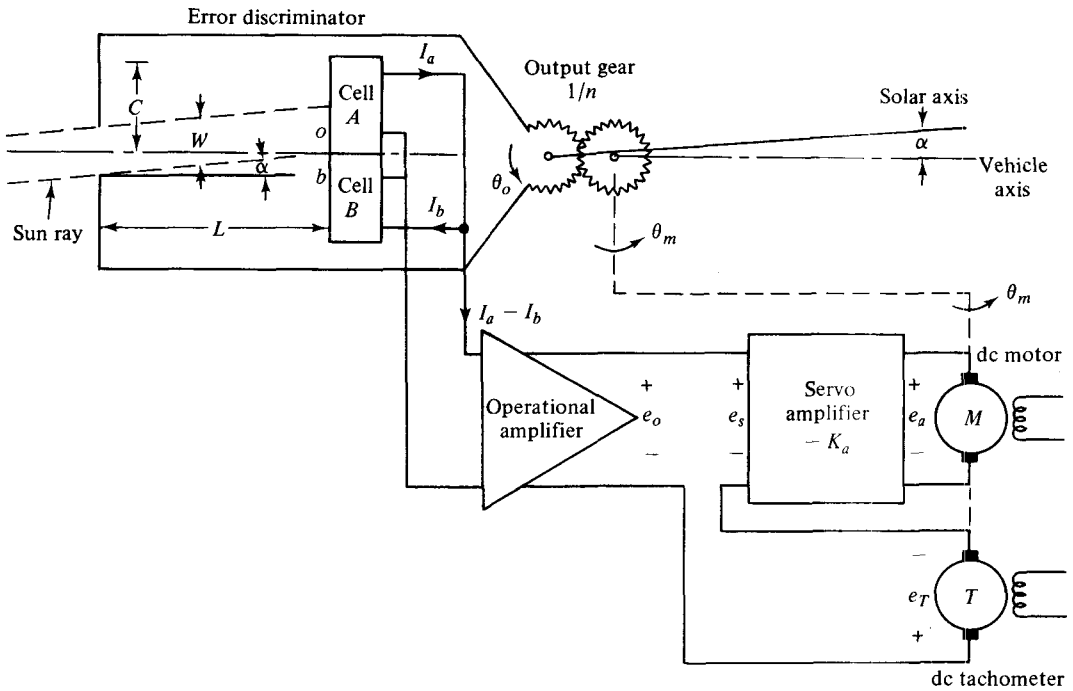 Error discriminator
I_a
Output gear
1/n
C
Cell
A
Solar axis
o
W
α
α
b
Cell
B
Vehicle
axis
θ_o
I_b
L
Sun ray
θ_m
θ_m
I_a − I_b
dc motor
+
+
+
Operational
amplifier
e_o
e_s
Servo
amplifier
− K_a
e_a
M
−
−
−
−
e_T
T
+
dc tachometer